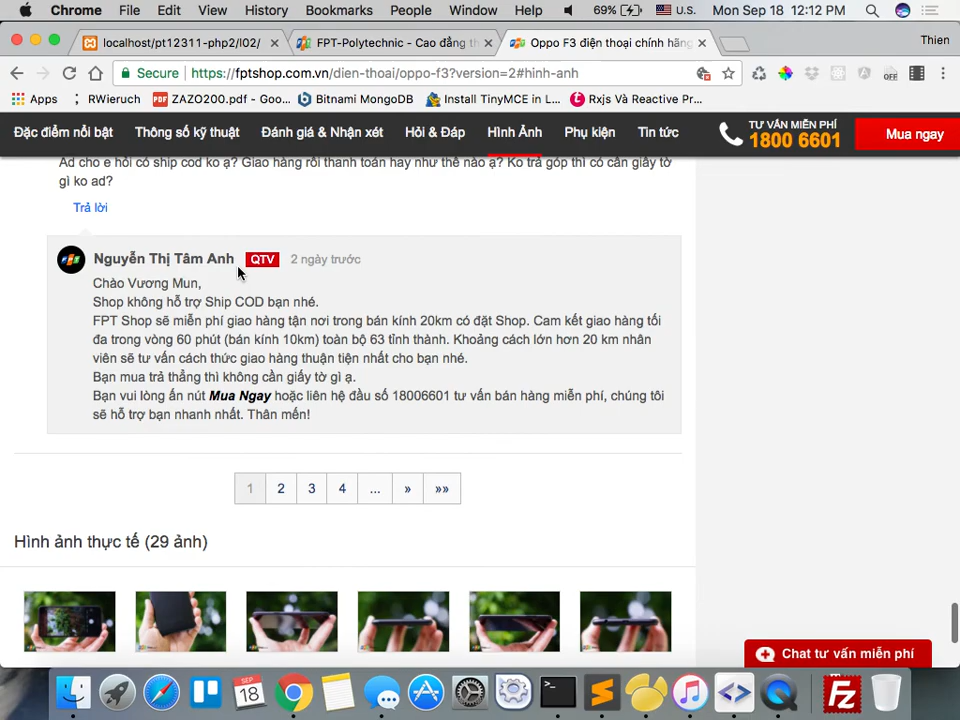 Chrome File Edit View History Bookmarks People Window Help 69% U.S. Mon Sep 18 12:12 PM
localhost/pt12311-php2/l02/ FPT-Polytechnic - Cao đẳng th Oppo F3 điện thoại chính hãng Thien
Secure https://fptshop.com.vn/dien-thoai/oppo-f3?version=2#hinh-anh OFF
Apps RWieruch ZAZO200.pdf - Goo... Bitnami MongoDB Install TinyMCE in L... Rxjs Và Reactive Pr...
Đặc điểm nổi bật Thông số kỹ thuật Đánh giá & Nhận xét Hỏi & Đáp Hình Ảnh Phụ kiện Tin tức TƯ VẤN MIỄN PHÍ
1800 6601 Mua ngay
Ad cho e hỏi có ship cod ko ạ? Giao hàng rồi thanh toán hay như thế nào ạ? Ko trả góp thì có cần giấy tờ
gì ko ad?
Trả lời
Nguyễn Thị Tâm Anh QTV 2 ngày trước
Chào Vương Mun,
Shop không hỗ trợ Ship COD bạn nhé.
FPT Shop sẽ miễn phí giao hàng tận nơi trong bán kính 20km có đặt Shop. Cam kết giao hàng tối
đa trong vòng 60 phút (bán kính 10km) toàn bộ 63 tỉnh thành. Khoảng cách lớn hơn 20 km nhân
viên sẽ tư vấn cách thức giao hàng thuận tiện nhất cho bạn nhé.
Bạn mua trả thẳng thì không cần giấy tờ gì ạ.
Bạn vui lòng ấn nút Mua Ngay hoặc liên hệ đầu số 18006601 tư vấn bán hàng miễn phí, chúng tôi
sẽ hỗ trợ bạn nhanh nhất. Thân mến!
1 2 3 4 ... » »»
Hình ảnh thực tế (29 ảnh)
Chat tư vấn miễn phí
SEP
18
Fz